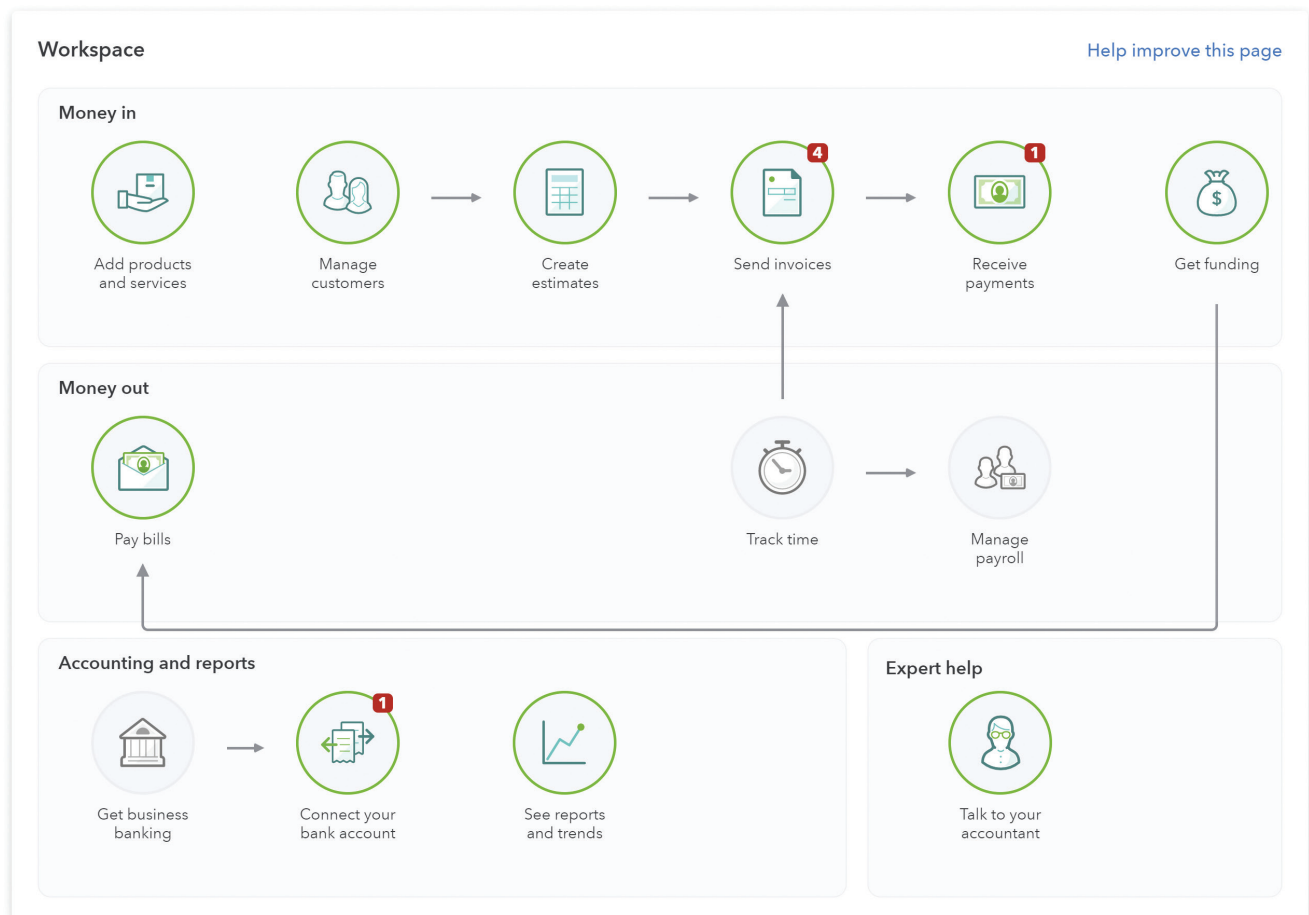 Workspace
Help improve this page
Money in
4
1
$
Add products
and services
Manage
customers
Create
estimates
Send invoices
Receive
payments
Get funding
Money out
Pay bills
Track time
Manage
payroll
Accounting and reports
1
Get business
banking
Connect your
bank account
See reports
and trends
Expert help
Talk to your
accountant